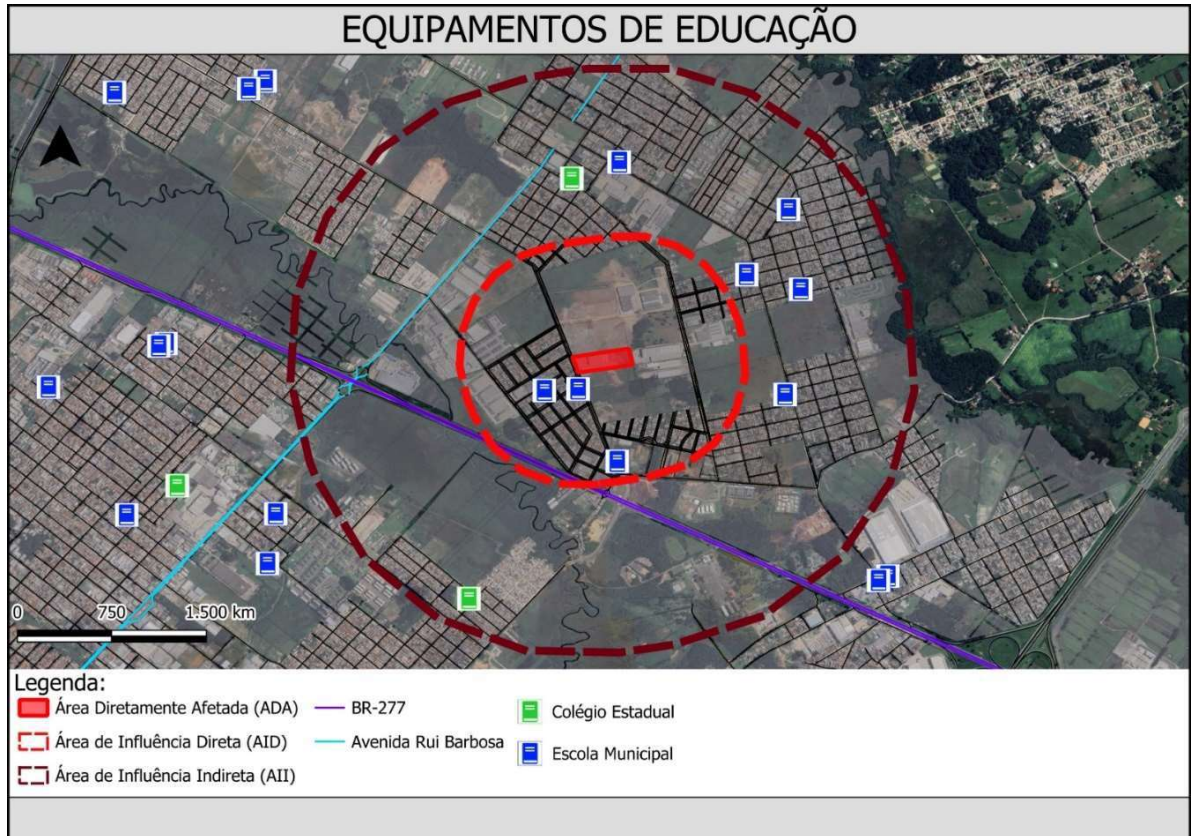 EQUIPAMENTOS DE EDUCAÇÃO
0 750 1.500 km
Legenda:
Área Diretamente Afetada (ADA)
Área de Influência Direta (AID)
Área de Influência Indireta (AII)
BR-277
Avenida Rui Barbosa
Colégio Estadual
Escola Municipal